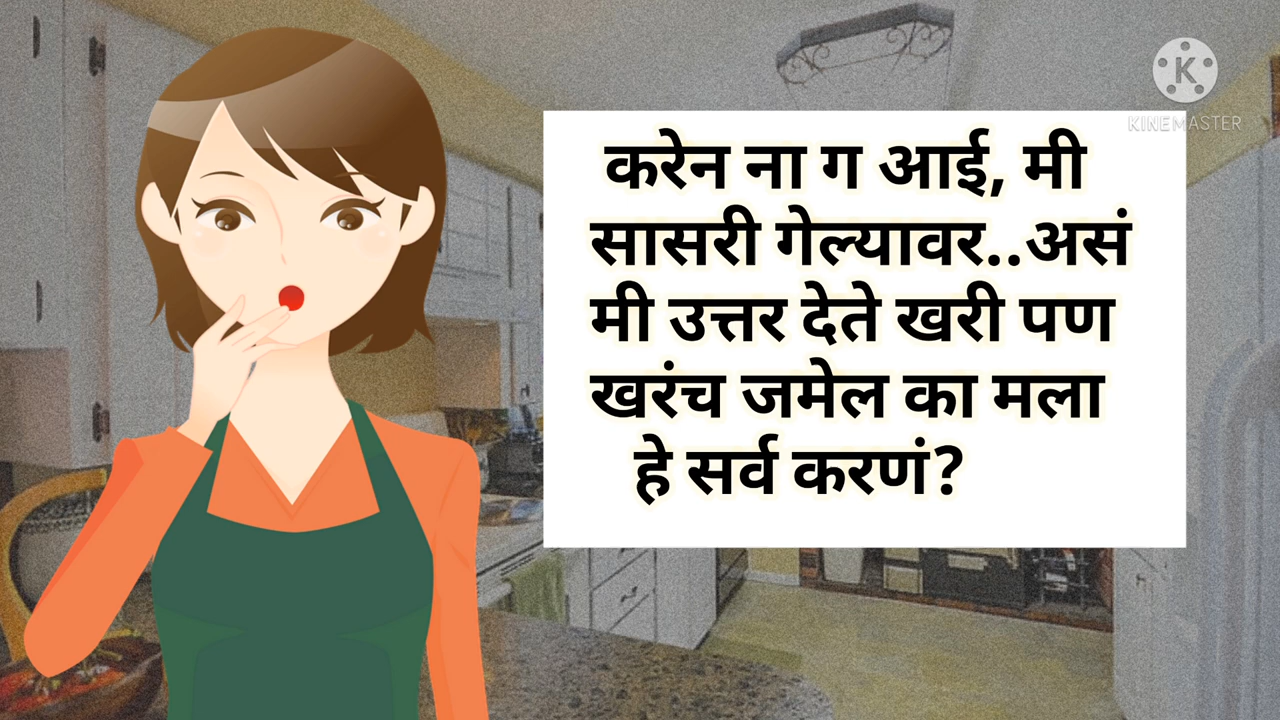 करेन ना ग आई, मी
सासरी गेल्यावर..असं
मी उत्तर देते खरी पण
खरंच जमेल का मला
हे सर्व करणं?
K
KINEMASTER